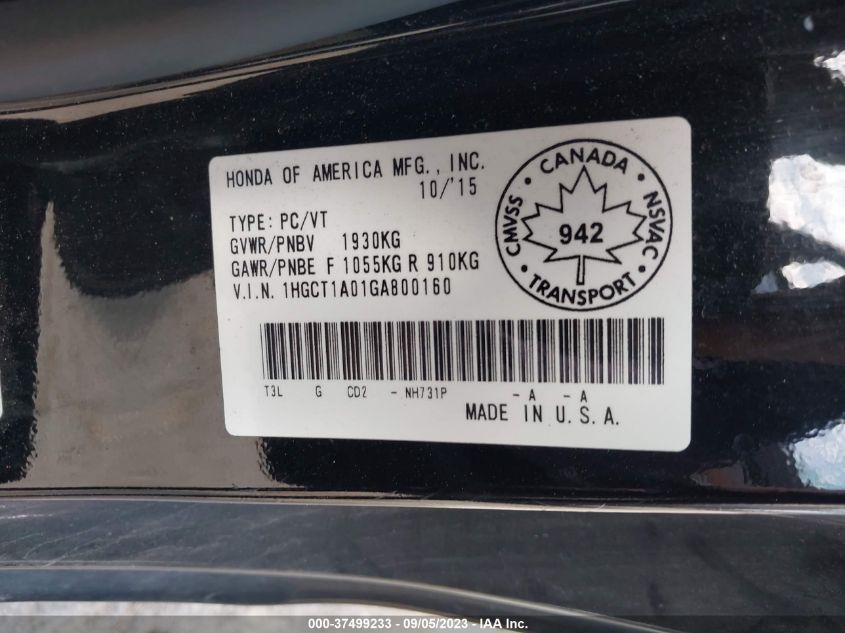 HONDA OF AMERICA MFG., INC.
10/'15
TYPE: PC/VT
GVWR/PNBV 1930KG
GAWR/PNBE F 1055KG R 910KG
V.I.N. 1HGCT1A01GA800160
CANADA
CMVSS
942
NSVAC
TRANSPORT
T3L G CD2 - NH731P - A - A
MADE IN U.S.A.
000-37499233 - 09/05/2023 - IAA Inc.